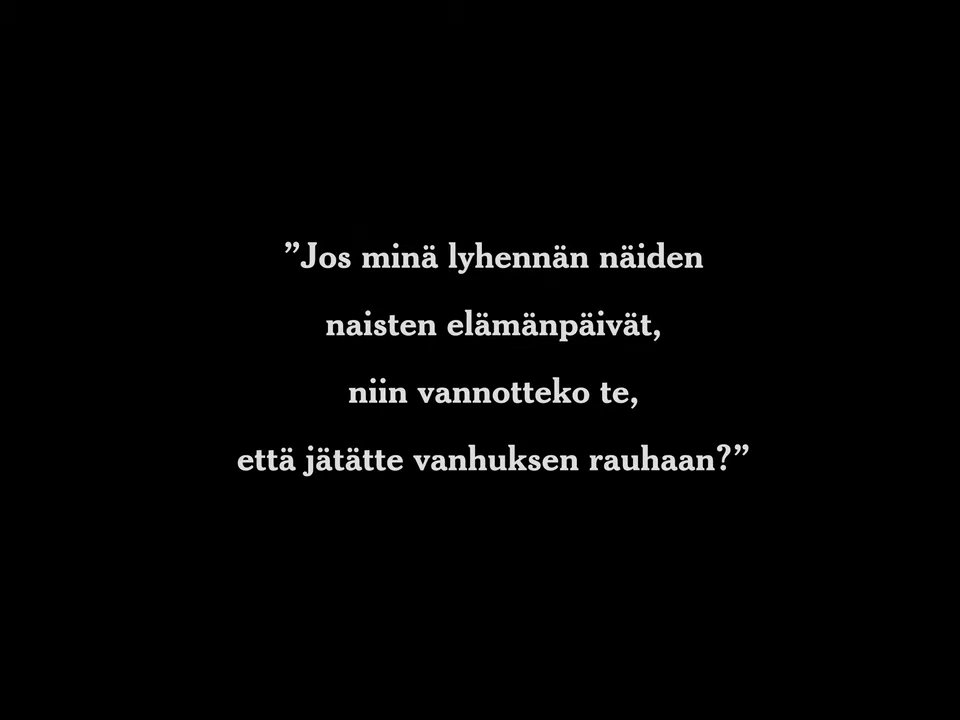 ”Jos minä lyhennän näiden
naisten elämänpäivät,
niin vannotteko te,
että jätätte vanhuksen rauhaan?”